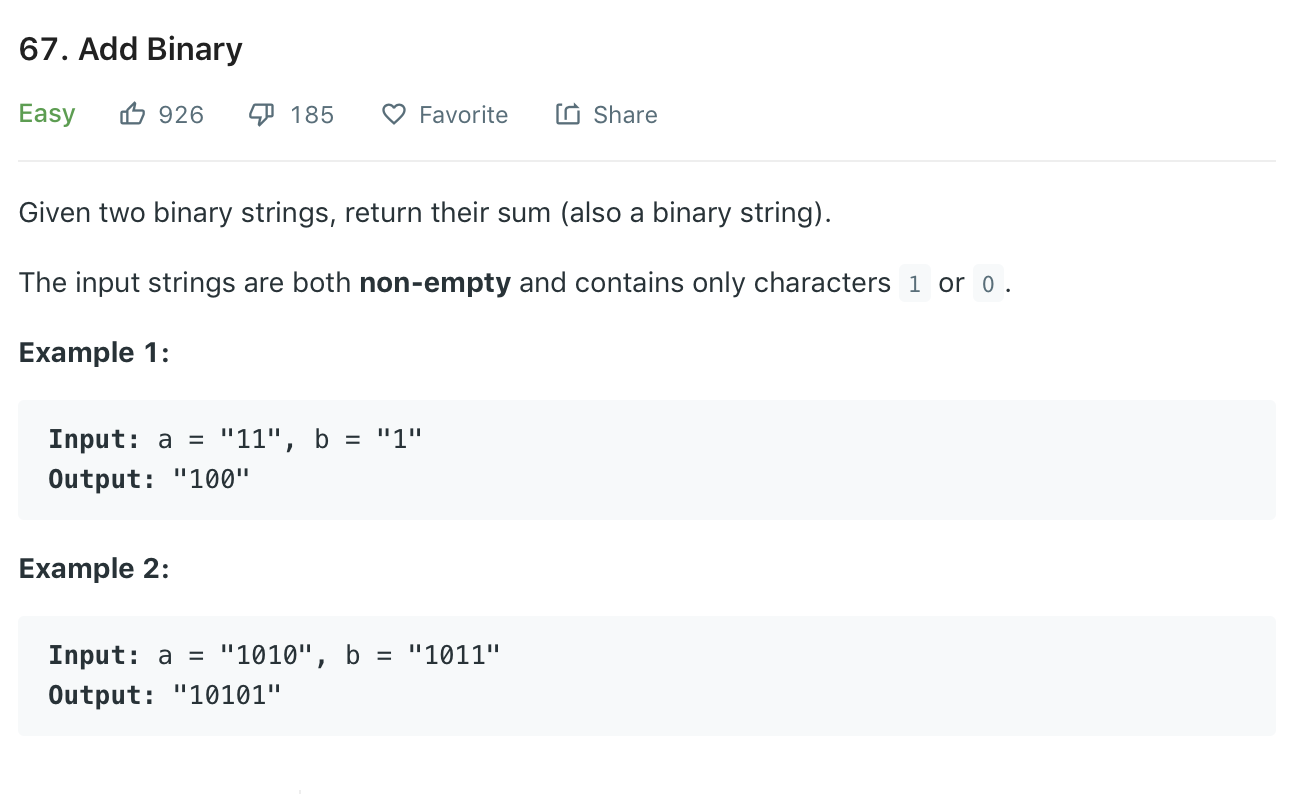 67. Add Binary
Easy 926 185 Favorite Share
Given two binary strings, return their sum (also a binary string).
The input strings are both non-empty and contains only characters 1 or 0.
Example 1:
Input: a = "11", b = "1"
Output: "100"
Example 2:
Input: a = "1010", b = "1011"
Output: "10101"